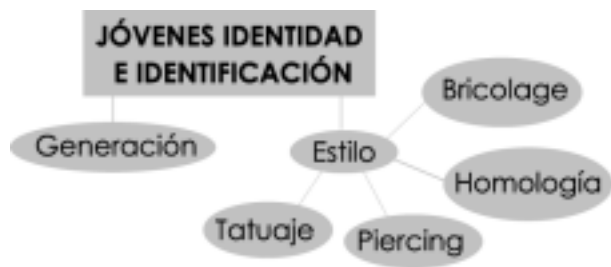 JÓVENES IDENTIDAD
E IDENTIFICACIÓN
Bricolage
Generación
Estilo
Homología
Tatuaje
Piercing